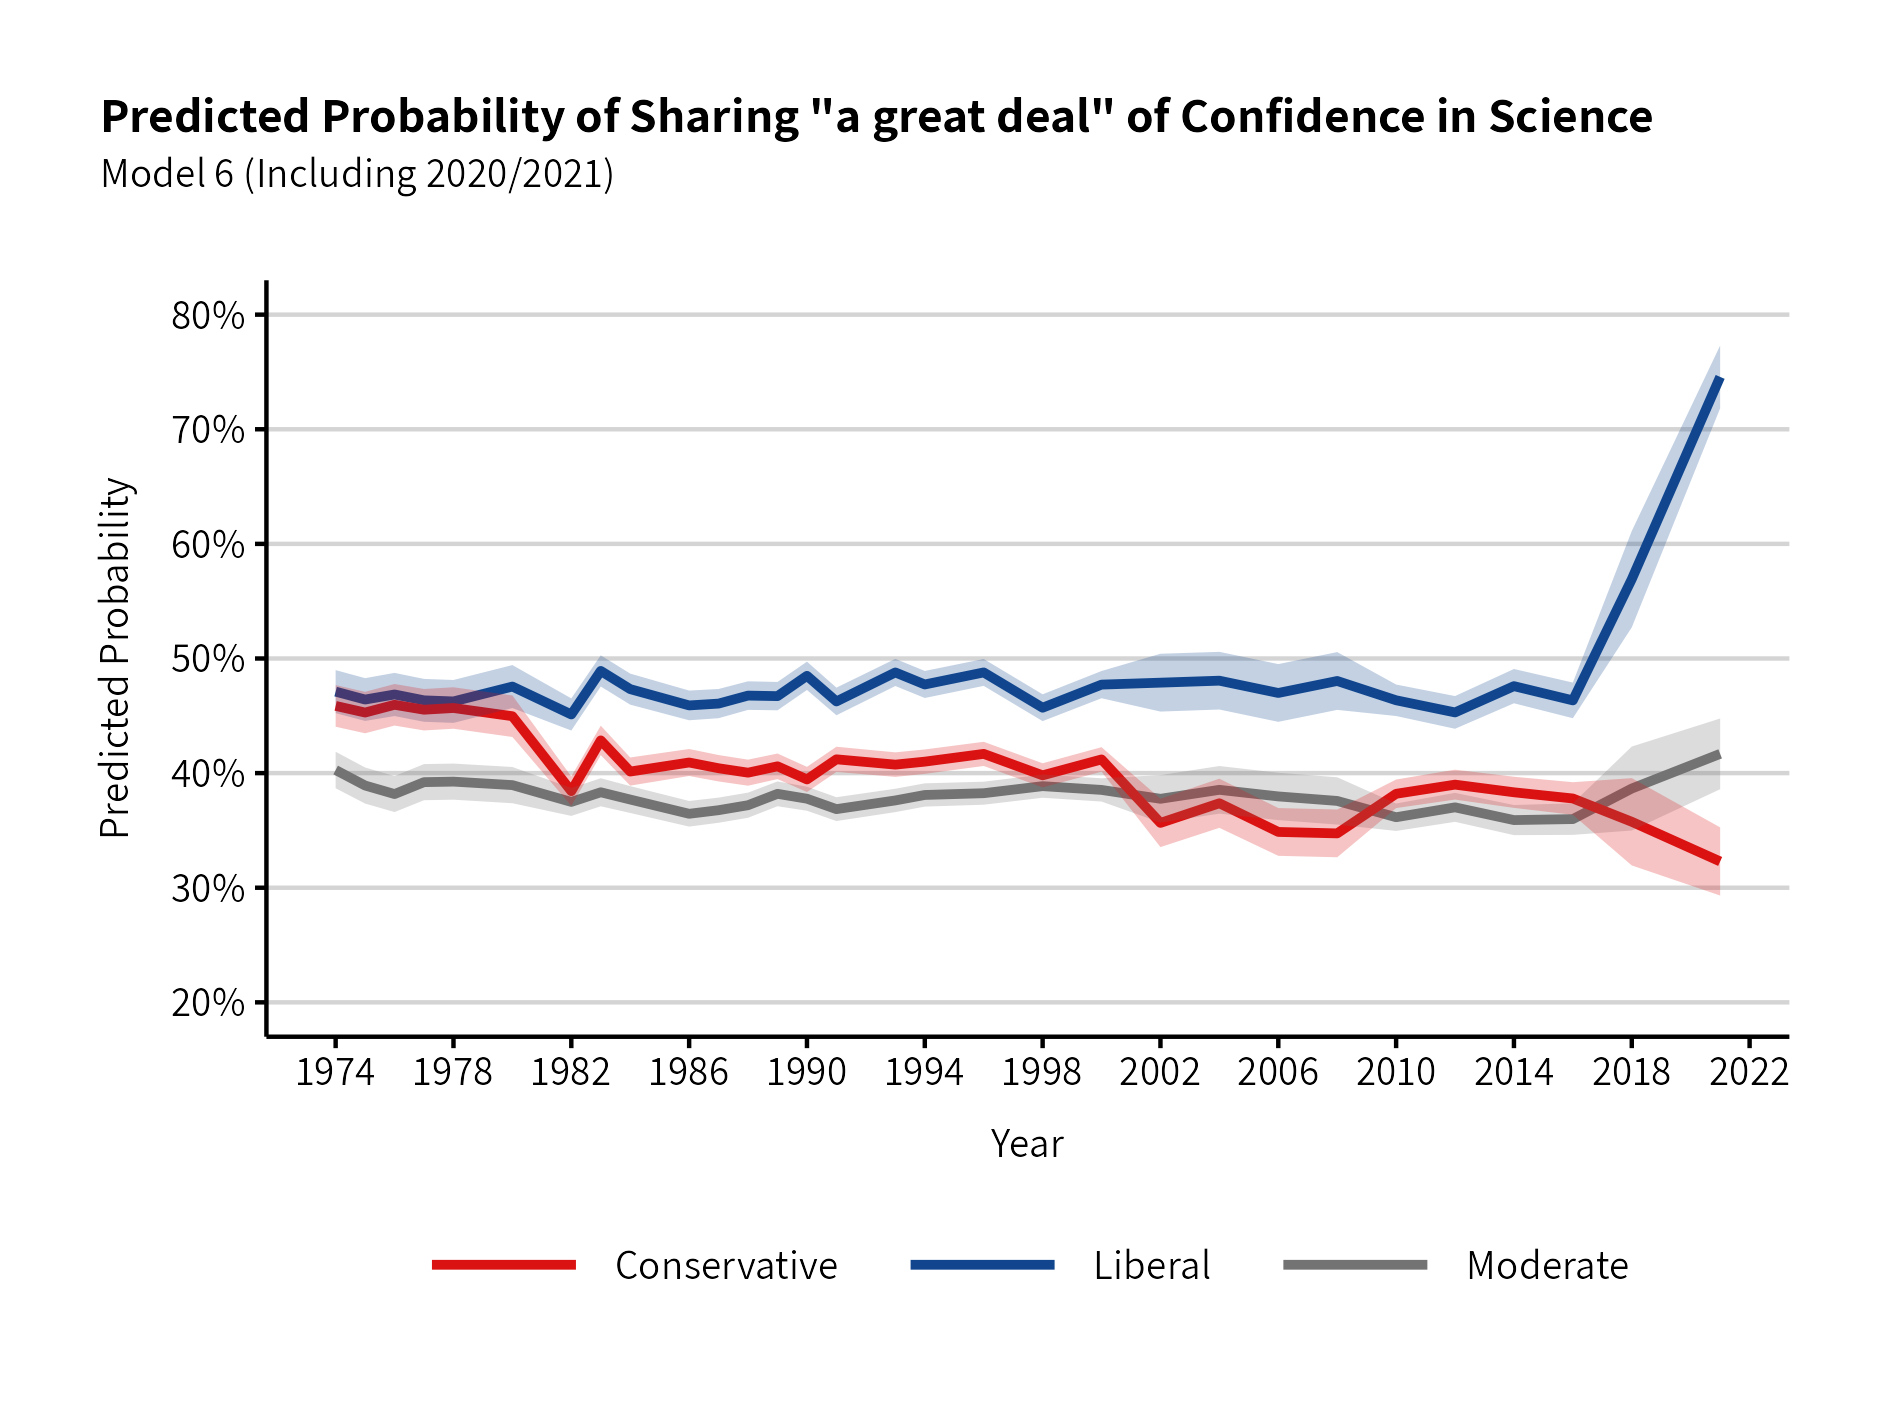 Predicted Probability of Sharing "a great deal" of Confidence in Science
Model 6 (Including 2020/2021)
Predicted Probability
80%
70%
60%
50%
40%
30%
20%
1974 1978 1982 1986 1990 1994 1998 2002 2006 2010 2014 2018 2022
Year
Conservative Liberal Moderate